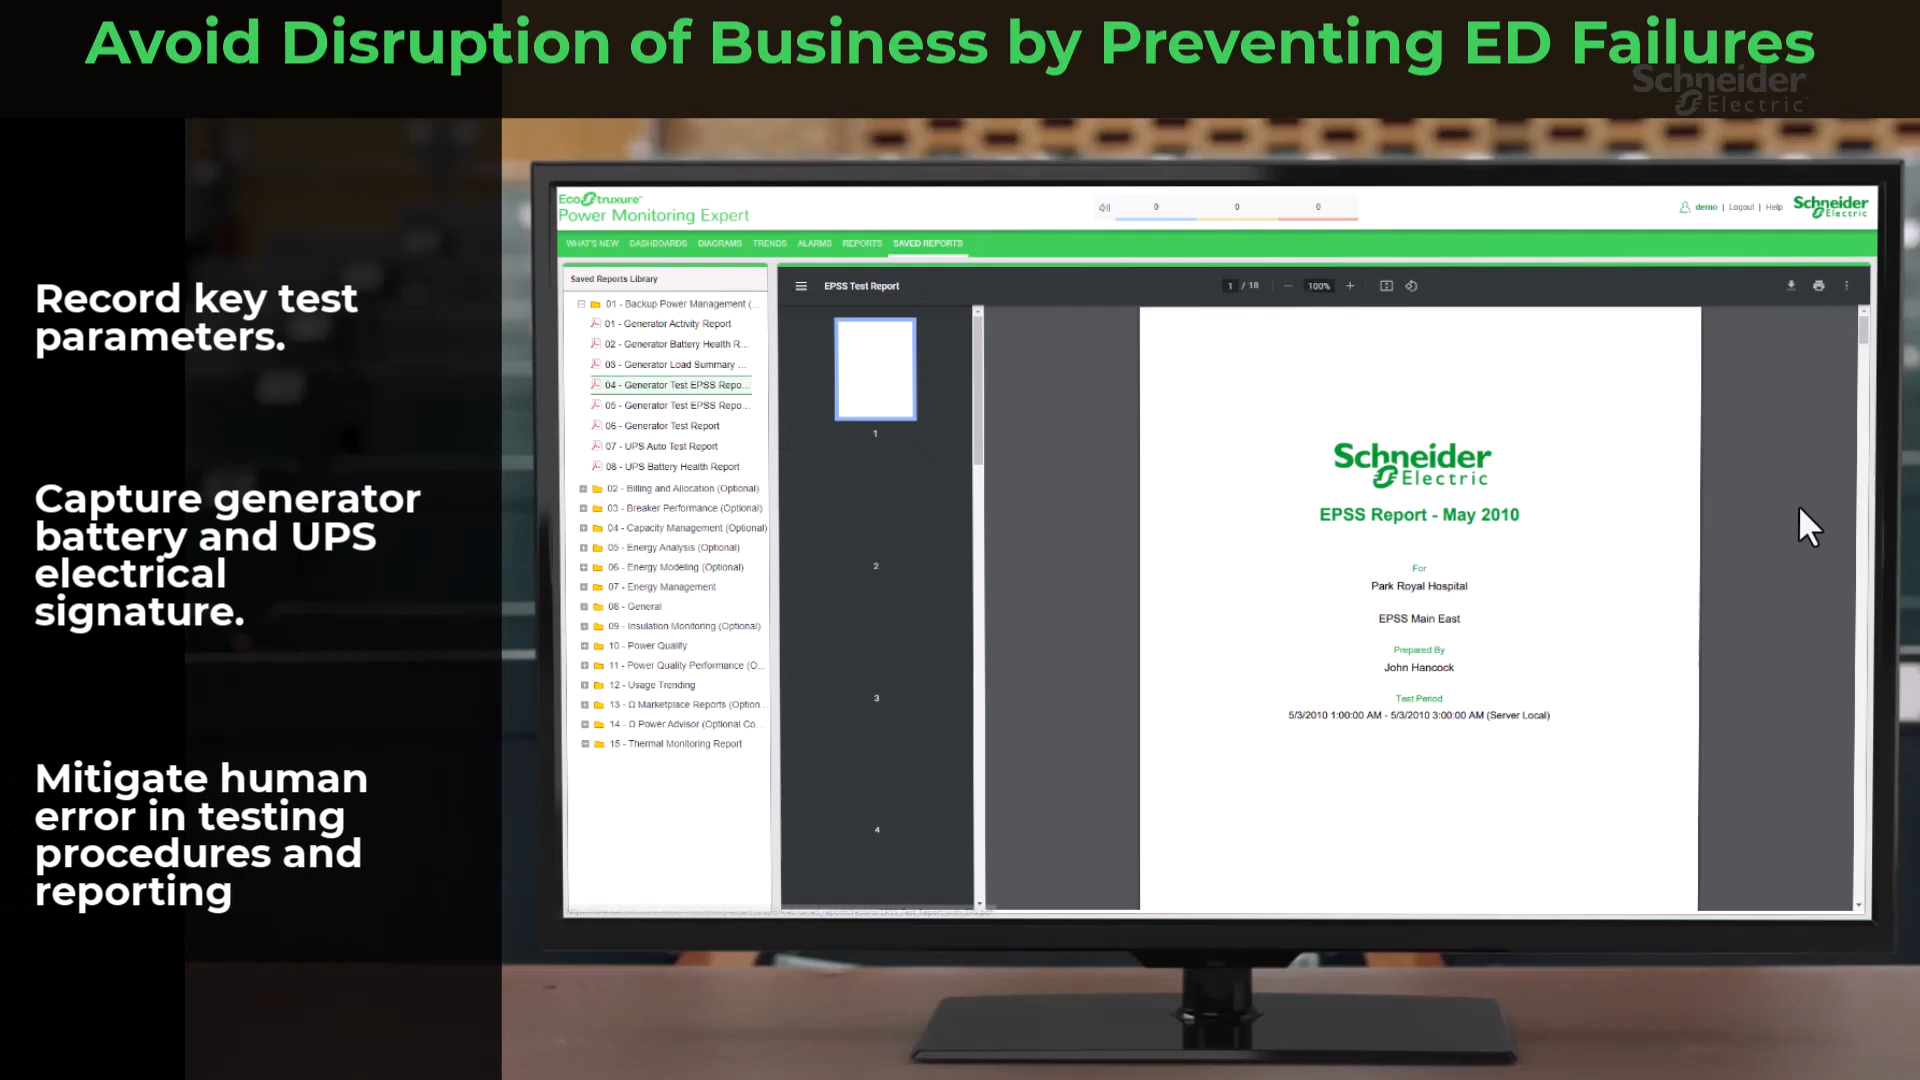 Avoid Disruption of Business by Preventing ED Failures
Schneider
Electric
Record key test
parameters.
Capture generator
battery and UPS
electrical
signature.
Mitigate human
error in testing
procedures and
reporting
EcoStruxure™
Power Monitoring Expert
0 0 0
demo | Logout | Help
Schneider
Electric
WHAT'S NEW DASHBOARDS DIAGRAMS TRENDS ALARMS REPORTS SAVED REPORTS
Saved Reports Library
01 - Backup Power Management (...
01 - Generator Activity Report
02 - Generator Battery Health R...
03 - Generator Load Summary ...
04 - Generator Test EPSS Repo...
05 - Generator Test EPSS Repo...
06 - Generator Test Report
07 - UPS Auto Test Report
08 - UPS Battery Health Report
02 - Billing and Allocation (Optional)
03 - Breaker Performance (Optional)
04 - Capacity Management (Optional)
05 - Energy Analysis (Optional)
06 - Energy Modeling (Optional)
07 - Energy Management
08 - General
09 - Insulation Monitoring (Optional)
10 - Power Quality
11 - Power Quality Performance (O...
12 - Usage Trending
13 - Ω Marketplace Reports (Option...
14 - Ω Power Advisor (Optional Co...
15 - Thermal Monitoring Report
EPSS Test Report
1 / 18
100%
1
2
3
4
Schneider
Electric
EPSS Report - May 2010
For
Park Royal Hospital
EPSS Main East
Prepared By
John Hancock
Test Period
5/3/2010 1:00:00 AM - 5/3/2010 3:00:00 AM (Server Local)